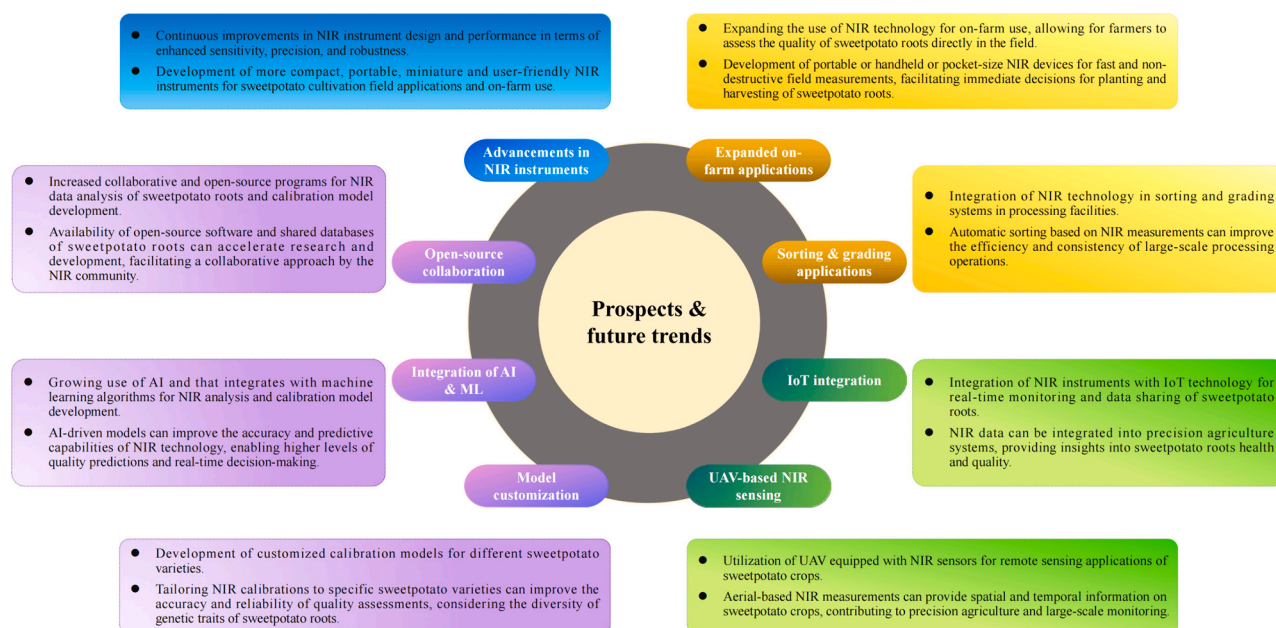 ● Continuous improvements in NIR instrument design and performance in terms of
enhanced sensitivity, precision, and robustness.
● Development of more compact, portable, miniature and user-friendly NIR
instruments for sweetpotato cultivation field applications and on-farm use.
● Expanding the use of NIR technology for on-farm use, allowing for farmers to
assess the quality of sweetpotato roots directly in the field.
● Development of portable or handheld or pocket-size NIR devices for fast and non-
destructive field measurements, facilitating immediate decisions for planting and
harvesting of sweetpotato roots.
Advancements in
NIR instruments
Expanded on-
farm applications
● Increased collaborative and open-source programs for NIR
data analysis of sweetpotato roots and calibration model
development.
● Availability of open-source software and shared databases
of sweetpotato roots can accelerate research and
development, facilitating a collaborative approach by the
NIR community.
Open-source
collaboration
Sorting & grading
applications
● Integration of NIR technology in sorting and grading
systems in processing facilities.
● Automatic sorting based on NIR measurements can improve
the efficiency and consistency of large-scale processing
operations.
Prospects &
future trends
● Growing use of AI and that integrates with machine
learning algorithms for NIR analysis and calibration model
development.
● AI-driven models can improve the accuracy and predictive
capabilities of NIR technology, enabling higher levels of
quality predictions and real-time decision-making.
Integration of AI
& ML
IoT integration
● Integration of NIR instruments with IoT technology for
real-time monitoring and data sharing of sweetpotato
roots.
● NIR data can be integrated into precision agriculture
systems, providing insights into sweetpotato roots health
and quality.
Model
customization
UAV-based NIR
sensing
● Development of customized calibration models for different sweetpotato
varieties.
● Tailoring NIR calibrations to specific sweetpotato varieties can improve the
accuracy and reliability of quality assessments, considering the diversity of
genetic traits of sweetpotato roots.
● Utilization of UAV equipped with NIR sensors for remote sensing applications of
sweetpotato crops.
● Aerial-based NIR measurements can provide spatial and temporal information on
sweetpotato crops, contributing to precision agriculture and large-scale monitoring.